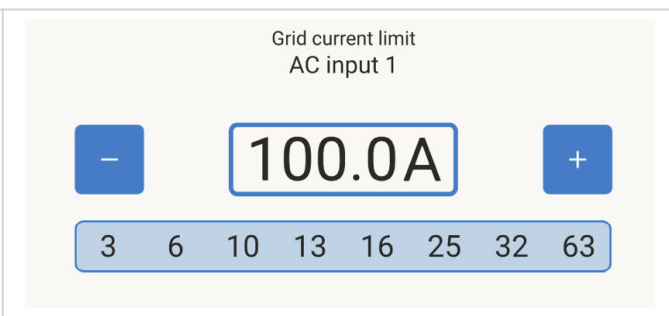 Grid current limit
AC input 1
− 100.0A +
3 6 10 13 16 25 32 63